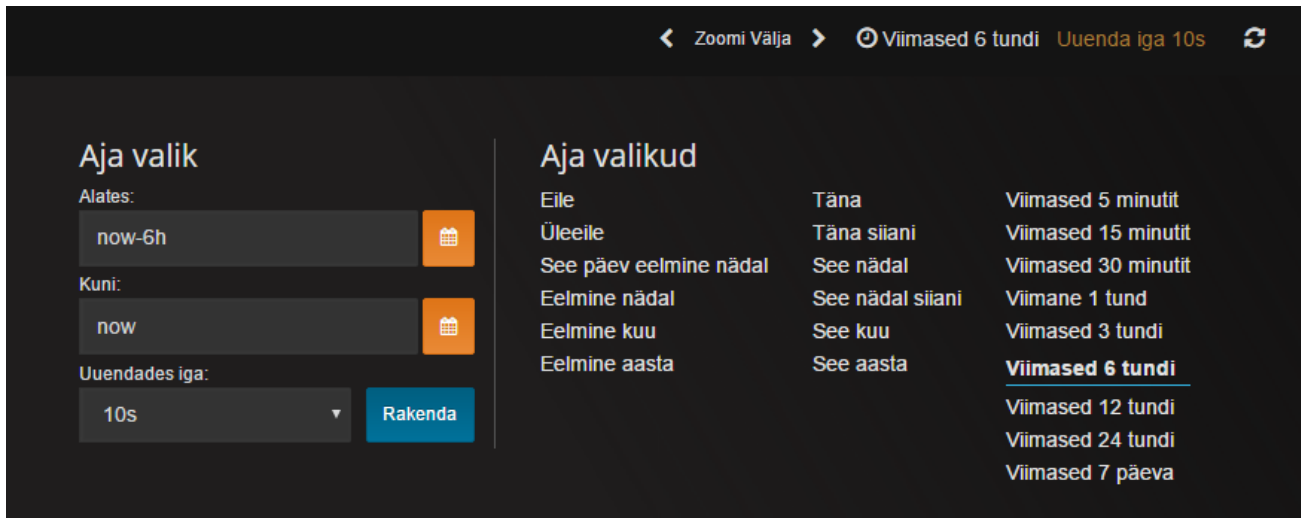 Zoomi Välja Viimased 6 tundi Uuenda iga 10s
Aja valik
Alates:
now-6h
Kuni:
now
Uuendades iga:
10s Rakenda
Aja valikud
Eile
Üleeile
See päev eelmine nädal
Eelmine nädal
Eelmine kuu
Eelmine aasta
Täna
Täna siiani
See nädal
See nädal siiani
See kuu
See aasta
Viimased 5 minutit
Viimased 15 minutit
Viimased 30 minutit
Viimane 1 tund
Viimased 3 tundi
Viimased 6 tundi
Viimased 12 tundi
Viimased 24 tundi
Viimased 7 päeva